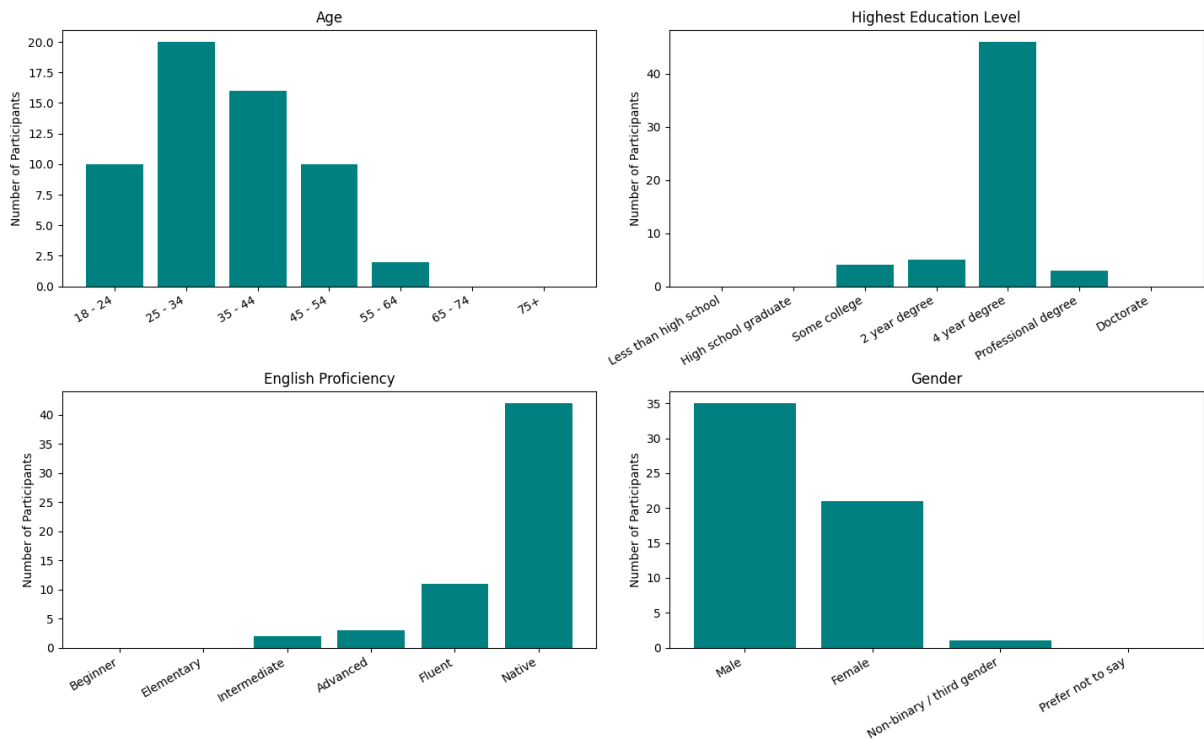 Age
Number of Participants
20.0
17.5
15.0
12.5
10.0
7.5
5.0
2.5
0.0
18 - 24
25 - 34
35 - 44
45 - 54
55 - 64
65 - 74
75+
Highest Education Level
Number of Participants
40
30
20
10
0
Less than high school
High school graduate
Some college
2 year degree
4 year degree
Professional degree
Doctorate
English Proficiency
Number of Participants
40
35
30
25
20
15
10
5
0
Beginner
Elementary
Intermediate
Advanced
Fluent
Native
Gender
Number of Participants
35
30
25
20
15
10
5
0
Male
Female
Non-binary / third gender
Prefer not to say